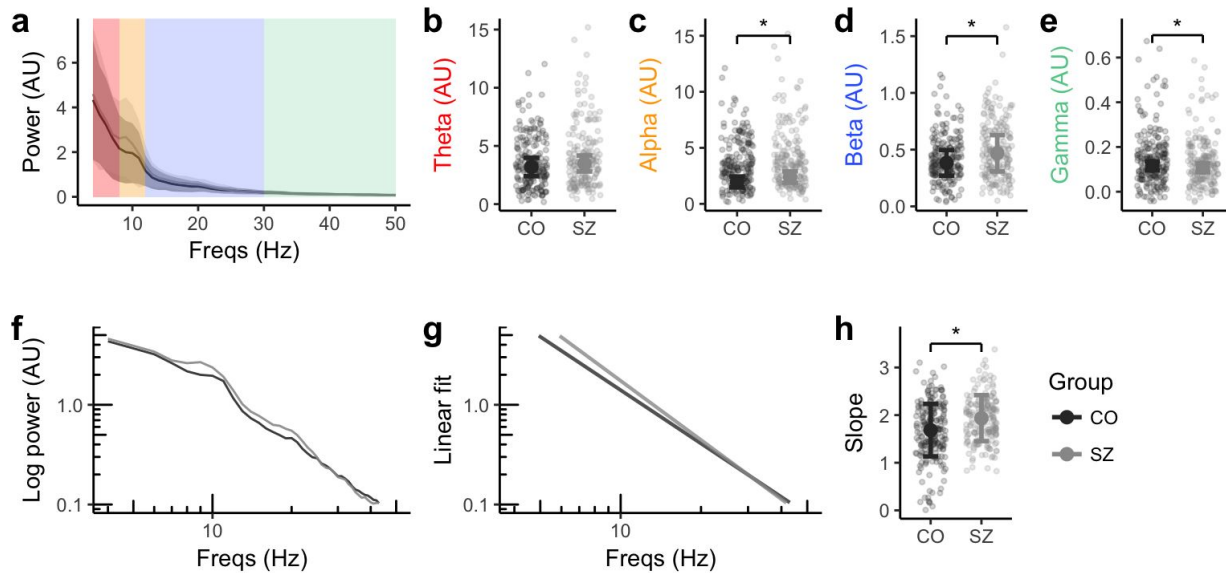 a
Power (AU)
6
4
2
0
10
20
30
40
50
Freqs (Hz)
b
Theta (AU)
15
10
5
0
CO
SZ
c
Alpha (AU)
15
10
5
0
*
CO
SZ
d
Beta (AU)
1.5
1.0
0.5
0.0
*
CO
SZ
e
Gamma (AU)
0.6
0.4
0.2
0.0
*
CO
SZ
f
Log power (AU)
1.0
0.1
10
Freqs (Hz)
g
Linear fit
1.0
0.1
10
Freqs (Hz)
h
Slope
3
2
1
0
*
CO
SZ
Group
CO
SZ